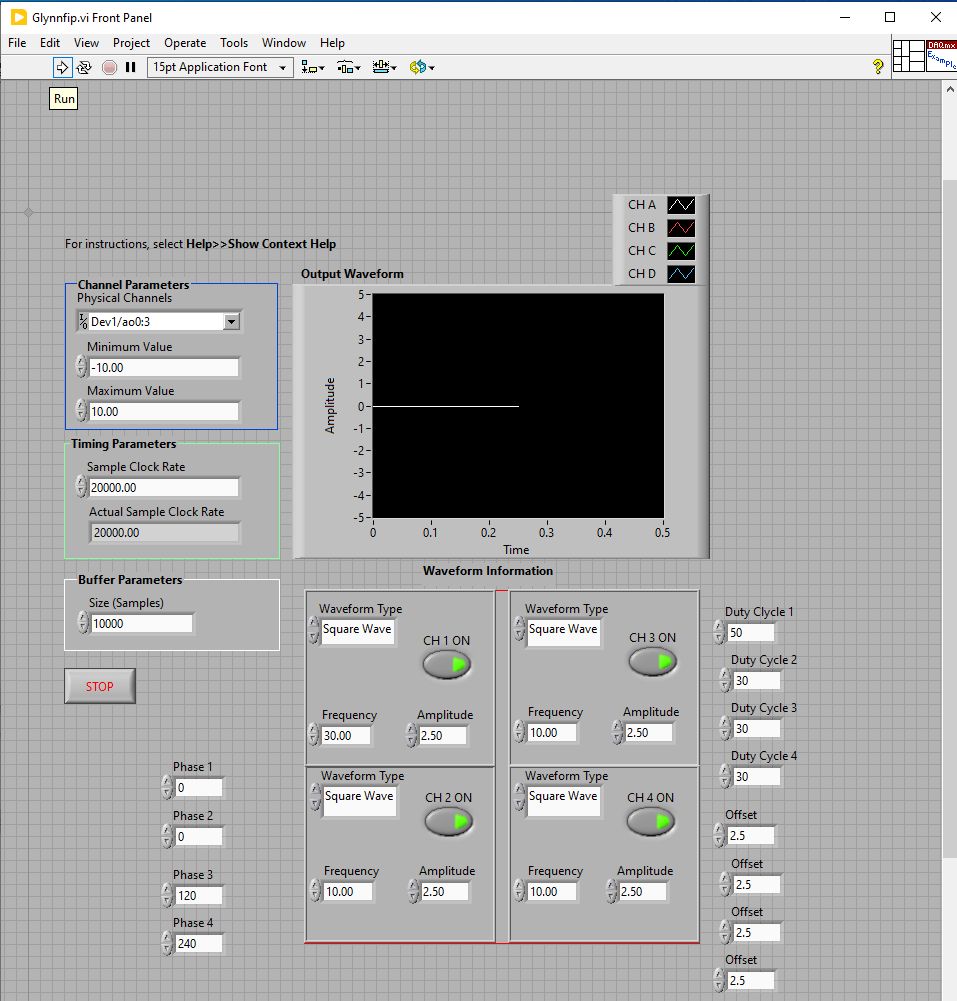 Glynnfip.vi Front Panel
File Edit View Project Operate Tools Window Help
15pt Application Font
?
DAQmx
Example
Run
CH A
CH B
CH C
CH D
For instructions, select Help>>Show Context Help
Output Waveform
Channel Parameters
Physical Channels
Dev1/ao0:3
Minimum Value
-10.00
Maximum Value
10.00
Timing Parameters
Sample Clock Rate
20000.00
Actual Sample Clock Rate
20000.00
Buffer Parameters
Size (Samples)
10000
STOP
5
4
3
2
1
0
-1
-2
-3
-4
-5
Amplitude
0 0.1 0.2 0.3 0.4 0.5
Time
Waveform Information
Waveform Type
Square Wave
CH 1 ON
Frequency Amplitude
30.00 2.50
Waveform Type
Square Wave
CH 3 ON
Frequency Amplitude
10.00 2.50
Waveform Type
Square Wave
CH 2 ON
Frequency Amplitude
10.00 2.50
Waveform Type
Square Wave
CH 4 ON
Frequency Amplitude
10.00 2.50
Phase 1
0
Phase 2
0
Phase 3
120
Phase 4
240
Duty Clycle 1
50
Duty Cycle 2
30
Duty Cycle 3
30
Duty Cycle 4
30
Offset
2.5
Offset
2.5
Offset
2.5
Offset
2.5